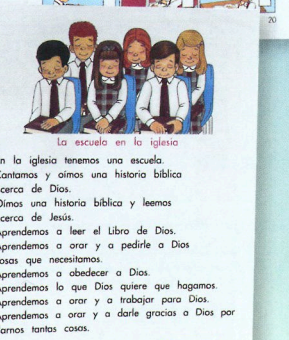 20
La escuela en la iglesia
n la iglesia tenemos una escuela.
antamos y oímos una historia bíblica
cerca de Dios.
ímos una historia bíblica y leemos
cerca de Jesús.
prendemos a leer el Libro de Dios.
prendemos a orar y a pedirle a Dios
osas que necesitamos.
prendemos a obedecer a Dios.
prendemos lo que Dios quiere que hagamos.
prendemos a orar y a trabajar para Dios.
prendemos a orar y a darle gracias a Dios por
arnos tantas cosas.